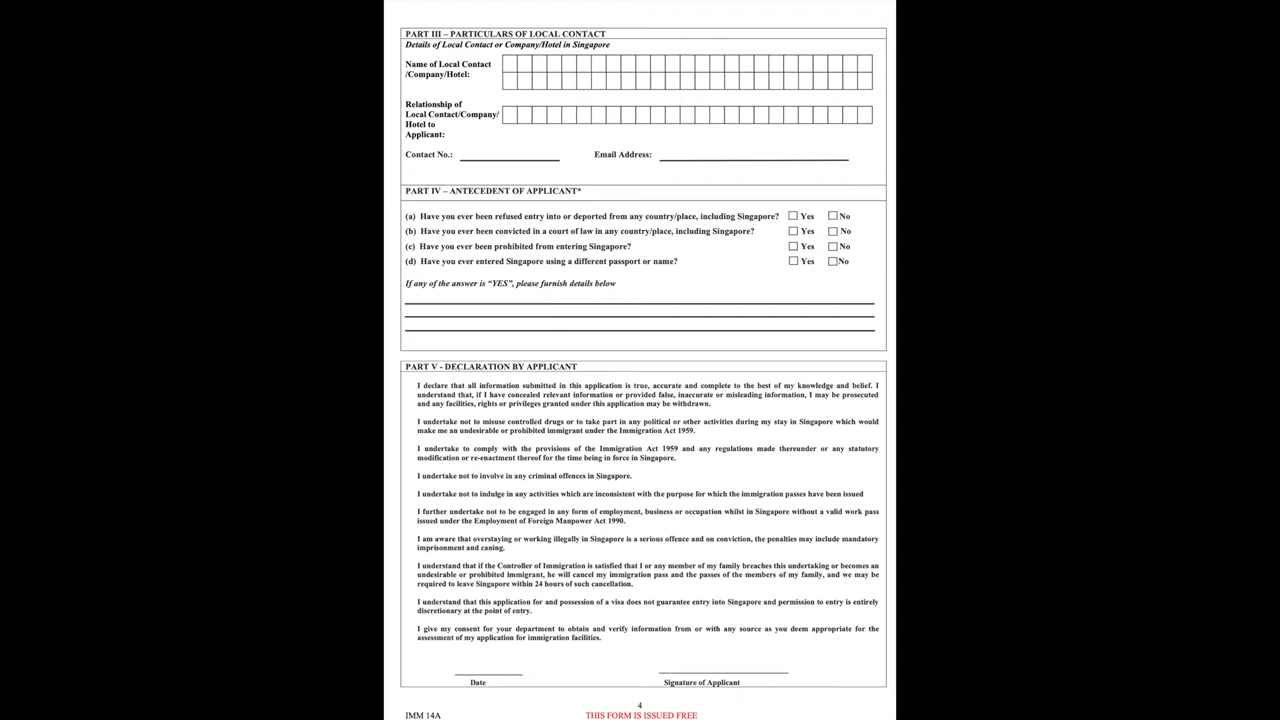 PART III – PARTICULARS OF LOCAL CONTACT
Details of Local Contact or Company/Hotel in Singapore
Name of Local Contact
/Company/Hotel:
Relationship of
Local Contact/Company/
Hotel to
Applicant:
Contact No.: Email Address:
PART IV – ANTECEDENT OF APPLICANT*
(a) Have you ever been refused entry into or deported from any country/place, including Singapore? Yes No
(b) Have you ever been convicted in a court of law in any country/place, including Singapore? Yes No
(c) Have you ever been prohibited from entering Singapore? Yes No
(d) Have you ever entered Singapore using a different passport or name? Yes No
If any of the answer is “YES”, please furnish details below
PART V - DECLARATION BY APPLICANT
I declare that all information submitted in this application is true, accurate and complete to the best of my knowledge and belief. I
understand that, if I have concealed relevant information or provided false, inaccurate or misleading information, I may be prosecuted
and any facilities, rights or privileges granted under this application may be withdrawn.
I undertake not to misuse controlled drugs or to take part in any political or other activities during my stay in Singapore which would
make me an undesirable or prohibited immigrant under the Immigration Act 1959.
I undertake to comply with the provisions of the Immigration Act 1959 and any regulations made thereunder or any statutory
modification or re-enactment thereof for the time being in force in Singapore.
I undertake not to involve in any criminal offences in Singapore.
I undertake not to indulge in any activities which are inconsistent with the purpose for which the immigration passes have been issued
I further undertake not to be engaged in any form of employment, business or occupation whilst in Singapore without a valid work pass
issued under the Employment of Foreign Manpower Act 1990.
I am aware that overstaying or working illegally in Singapore is a serious offence and on conviction, the penalties may include mandatory
imprisonment and caning.
I understand that if the Controller of Immigration is satisfied that I or any member of my family breaches this undertaking or becomes an
undesirable or prohibited immigrant, he will cancel my immigration pass and the passes of the members of my family, and we may be
required to leave Singapore within 24 hours of such cancellation.
I understand that this application for and possession of a visa does not guarantee entry into Singapore and permission to entry is entirely
discretionary at the point of entry.
I give my consent for your department to obtain and verify information from or with any source as you deem appropriate for the
assessment of my application for immigration facilities.
Date Signature of Applicant
4
IMM 14A THIS FORM IS ISSUED FREE